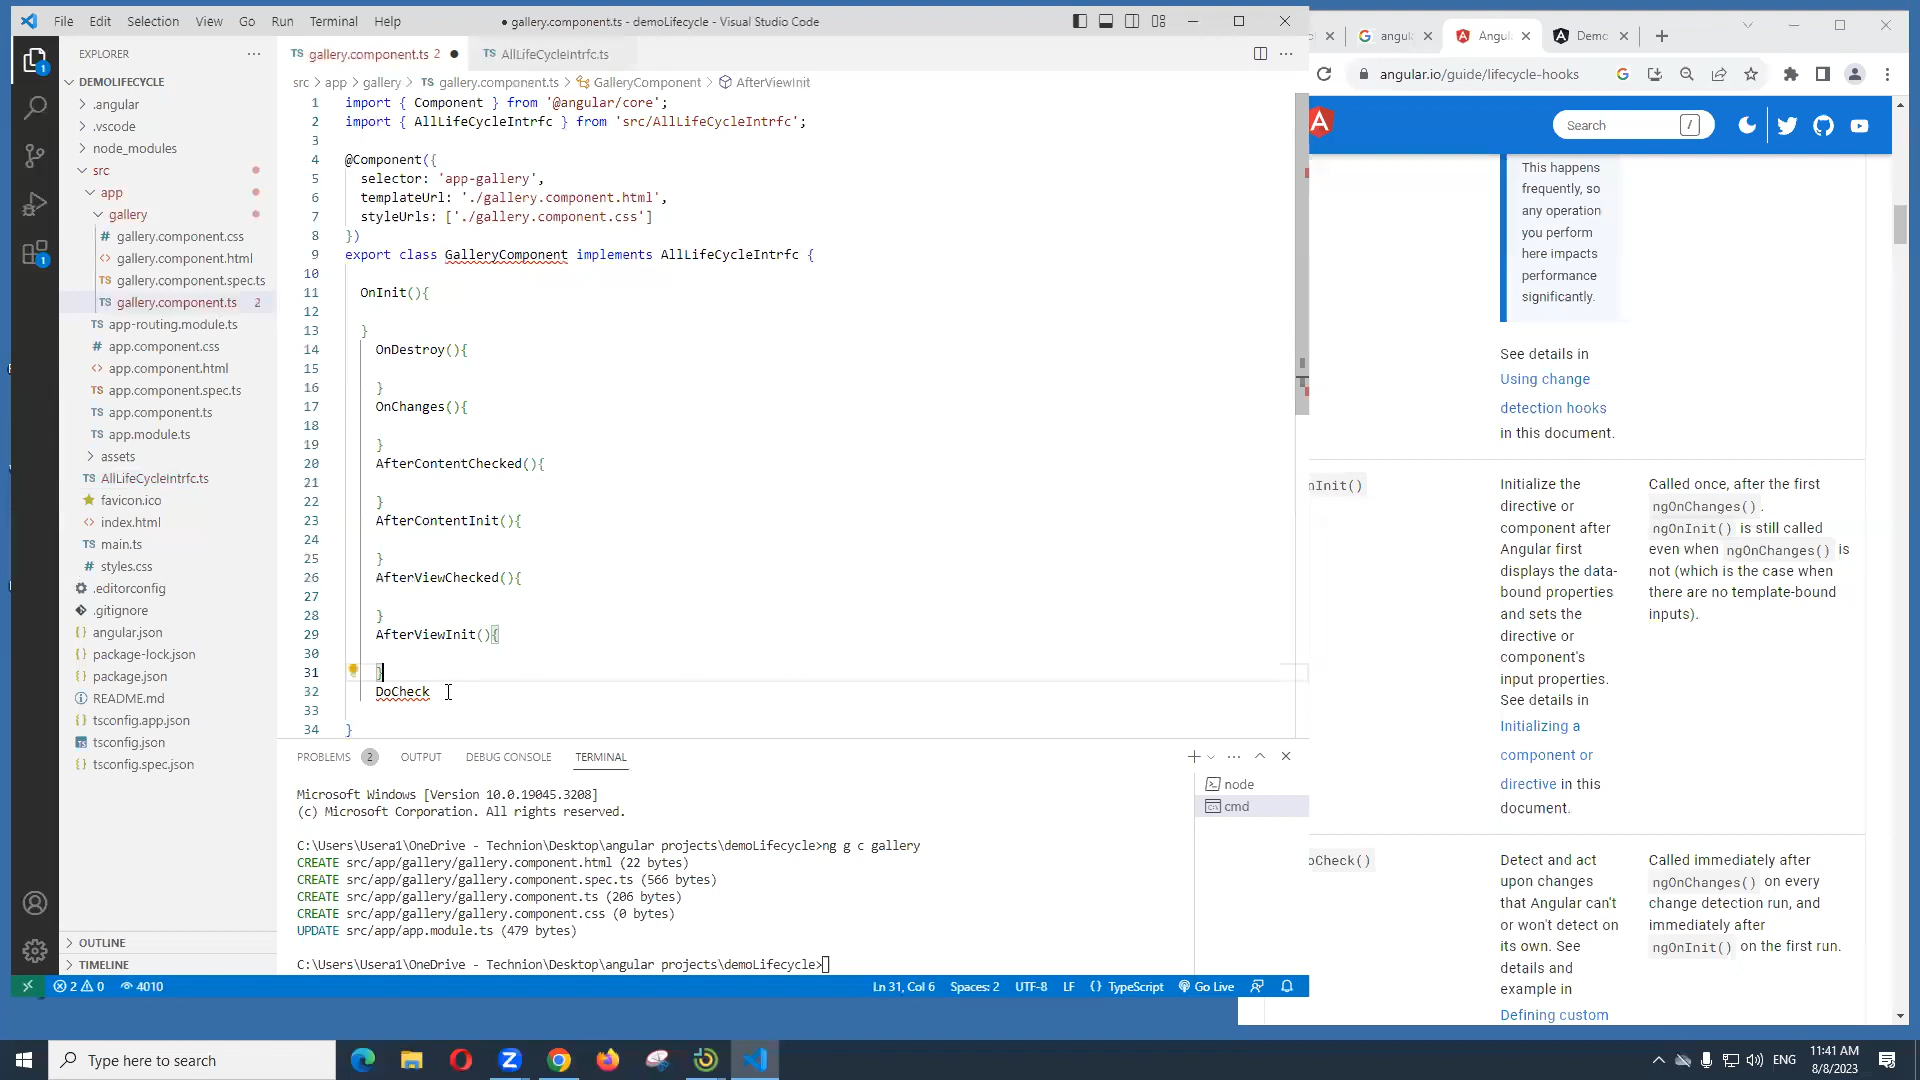 File Edit Selection View Go Run Terminal Help
● gallery.component.ts - demoLifecycle - Visual Studio Code
EXPLORER
DEMOLIFECYCLE
.angular
.vscode
node_modules
src
app
gallery
gallery.component.css
gallery.component.html
gallery.component.spec.ts
gallery.component.ts 2
app-routing.module.ts
app.component.css
app.component.html
app.component.spec.ts
app.component.ts
app.module.ts
assets
AllLifeCycleIntrfc.ts
favicon.ico
index.html
main.ts
styles.css
.editorconfig
.gitignore
angular.json
package-lock.json
package.json
README.md
tsconfig.app.json
tsconfig.json
tsconfig.spec.json
OUTLINE
TIMELINE
gallery.component.ts 2 ●
AllLifeCycleIntrfc.ts
src > app > gallery > TS gallery.component.ts > GalleryComponent > AfterViewInit
1 import { Component } from '@angular/core';
2 import { AllLifeCycleIntrfc } from 'src/AllLifeCycleIntrfc';
3
4 @Component({
5 selector: 'app-gallery',
6 templateUrl: './gallery.component.html',
7 styleUrls: ['./gallery.component.css']
8 })
9 export class GalleryComponent implements AllLifeCycleIntrfc {
10
11 OnInit(){
12
13 }
14 OnDestroy(){
15
16 }
17 OnChanges(){
18
19 }
20 AfterContentChecked(){
21
22 }
23 AfterContentInit(){
24
25 }
26 AfterViewChecked(){
27
28 }
29 AfterViewInit(){
30
31 }
32 DoCheck
33
34 }
PROBLEMS 2 OUTPUT DEBUG CONSOLE TERMINAL
node
cmd
Microsoft Windows [Version 10.0.19045.3208]
(c) Microsoft Corporation. All rights reserved.
C:\Users\Usera1\OneDrive - Technion\Desktop\angular projects\demoLifecycle>ng g c gallery
CREATE src/app/gallery/gallery.component.html (22 bytes)
CREATE src/app/gallery/gallery.component.spec.ts (566 bytes)
CREATE src/app/gallery/gallery.component.ts (206 bytes)
CREATE src/app/gallery/gallery.component.css (0 bytes)
UPDATE src/app/app.module.ts (479 bytes)
C:\Users\Usera1\OneDrive - Technion\Desktop\angular projects\demoLifecycle>
2 0 4010
Ln 31, Col 6 Spaces: 2 UTF-8 LF {} TypeScript Go Live
angul
Angul
Demo
angular.io/guide/lifecycle-hooks
Search /
This happens
frequently, so
any operation
you perform
here impacts
performance
significantly.
See details in
Using change
detection hooks
in this document.
nInit()
Initialize the
directive or
component after
Angular first
displays the data-
bound properties
and sets the
directive or
component's
input properties.
See details in
Initializing a
component or
directive in this
document.
Called once, after the first
ngOnChanges() .
ngOnInit() is still called
even when ngOnChanges() is
not (which is the case when
there are no template-bound
inputs).
oCheck()
Detect and act
upon changes
that Angular can't
or won't detect on
its own. See
details and
example in
Defining custom
Called immediately after
ngOnChanges() on every
change detection run, and
immediately after
ngOnInit() on the first run.
Type here to search
ENG
11:41 AM
8/8/2023